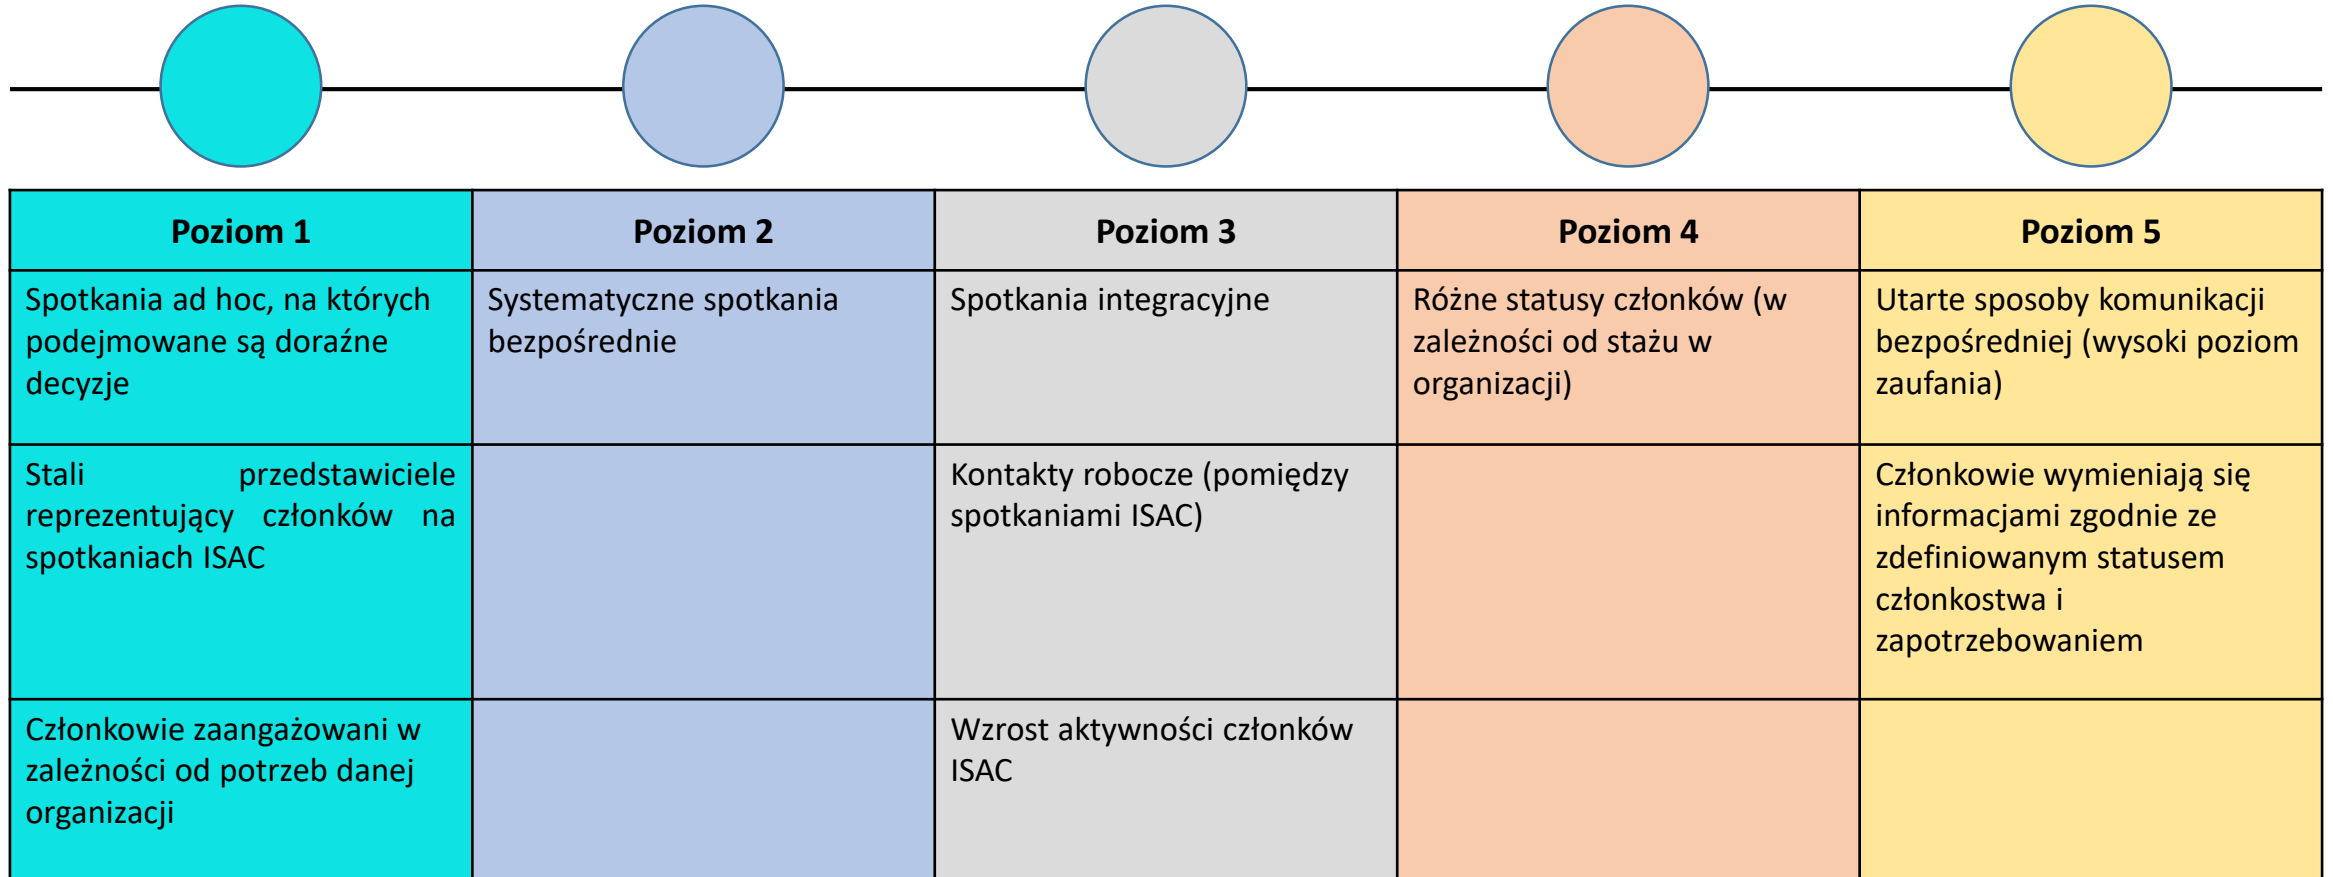 Poziom 1
Poziom 2
Poziom 3
Poziom 4
Poziom 5
Spotkania ad hoc, na których
podejmowane są doraźne
decyzje
Systematyczne spotkania
bezpośrednie
Spotkania integracyjne
Różne statusy członków (w
zależności od stażu w
organizacji)
Utarte sposoby komunikacji
bezpośredniej (wysoki poziom
zaufania)
Stali przedstawiciele
reprezentujący członków na
spotkaniach ISAC
Kontakty robocze (pomiędzy
spotkaniami ISAC)
Członkowie wymieniają się
informacjami zgodnie ze
zdefiniowanym statusem
członkostwa i
zapotrzebowaniem
Członkowie zaangażowani w
zależności od potrzeb danej
organizacji
Wzrost aktywności członków
ISAC